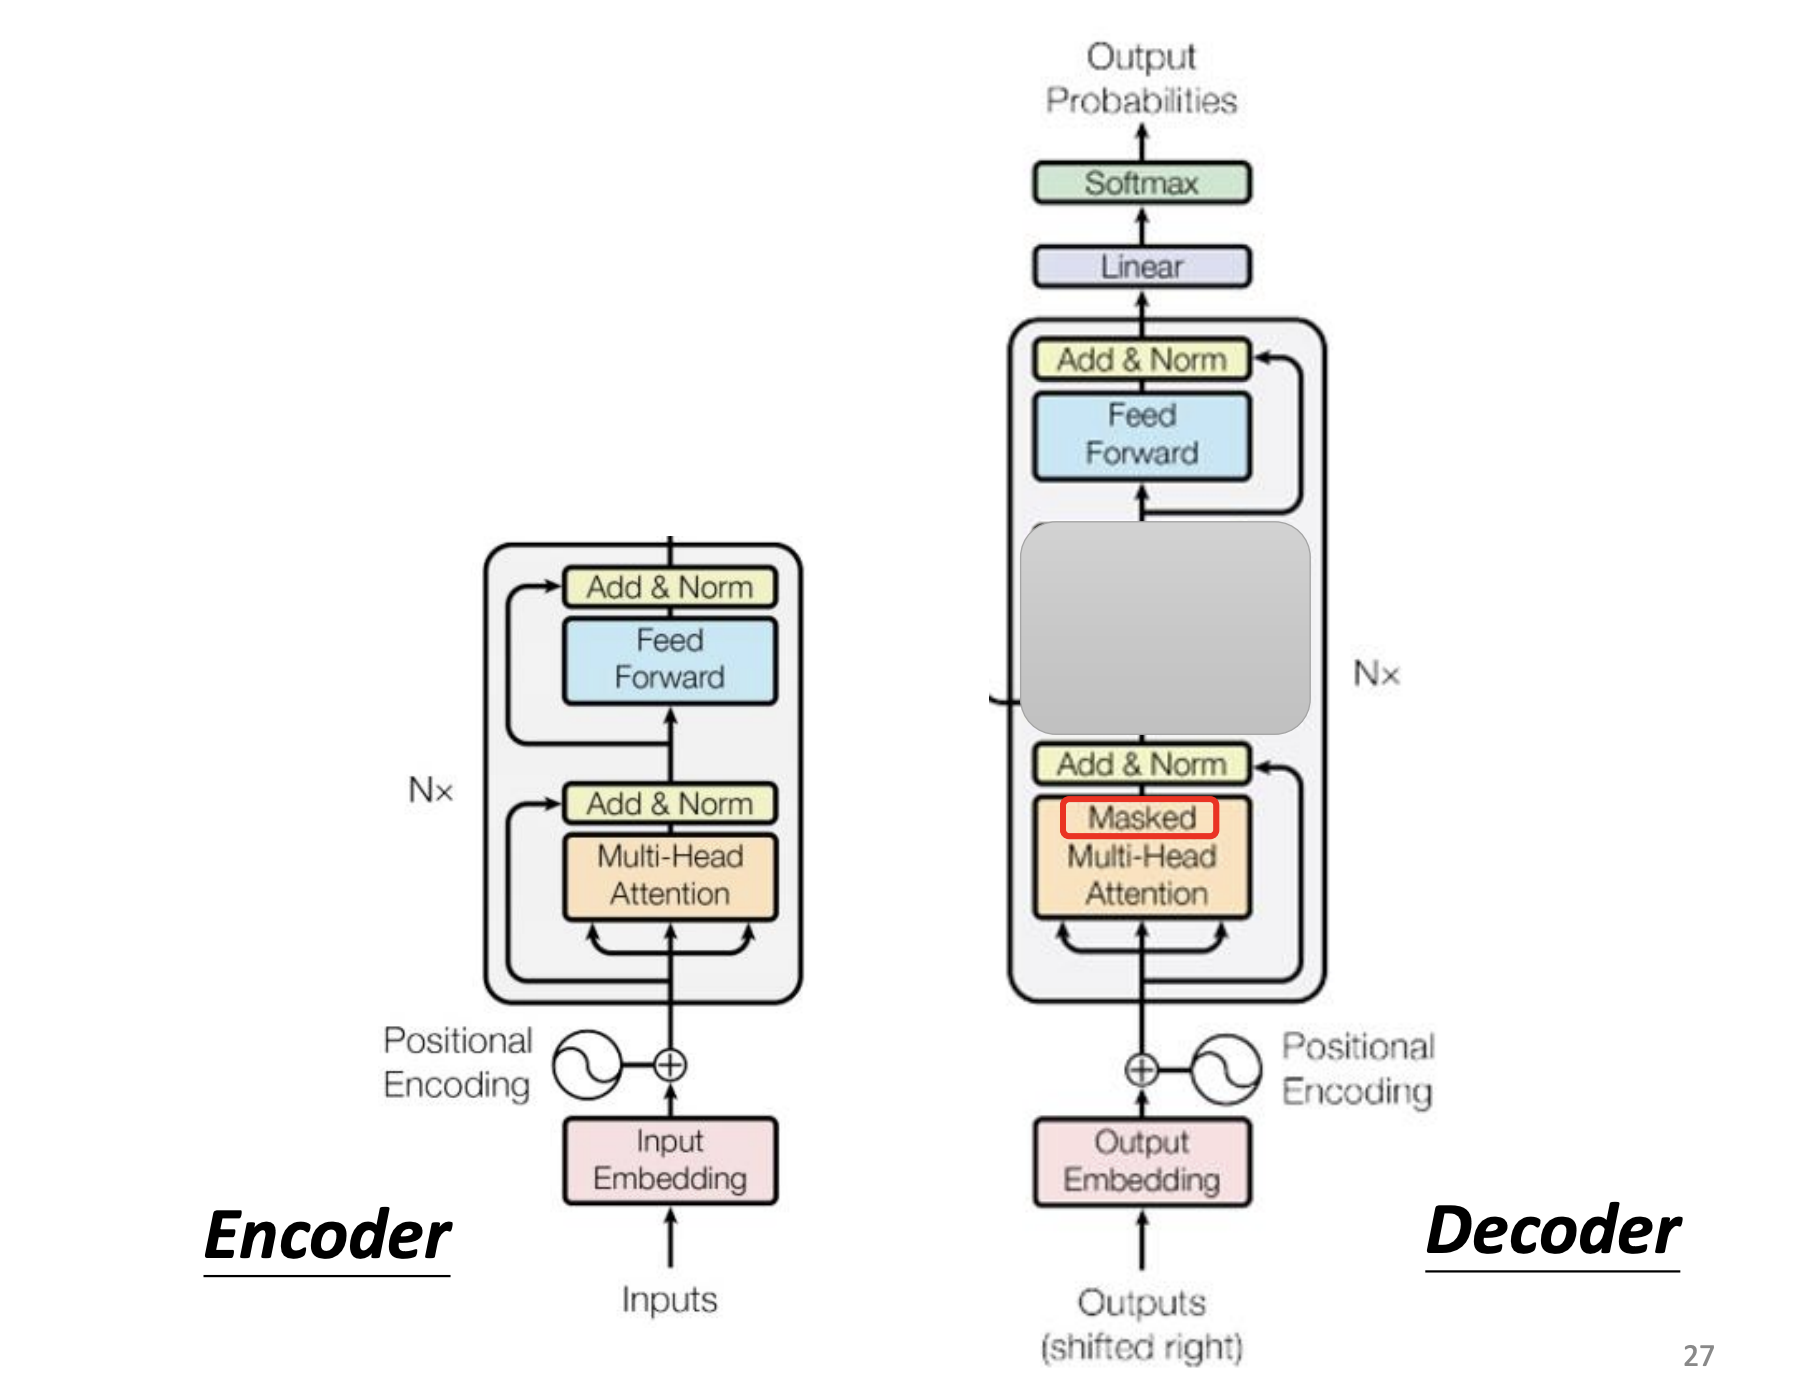 Output
Probabilities
Softmax
Linear
Add & Norm
Feed
Forward
Add & Norm
Masked
Multi-Head
Attention
Nx
Positional
Encoding
Output
Embedding
Outputs
(shifted right)
Decoder
Add & Norm
Feed
Forward
Add & Norm
Multi-Head
Attention
Nx
Positional
Encoding
Input
Embedding
Inputs
Encoder
27